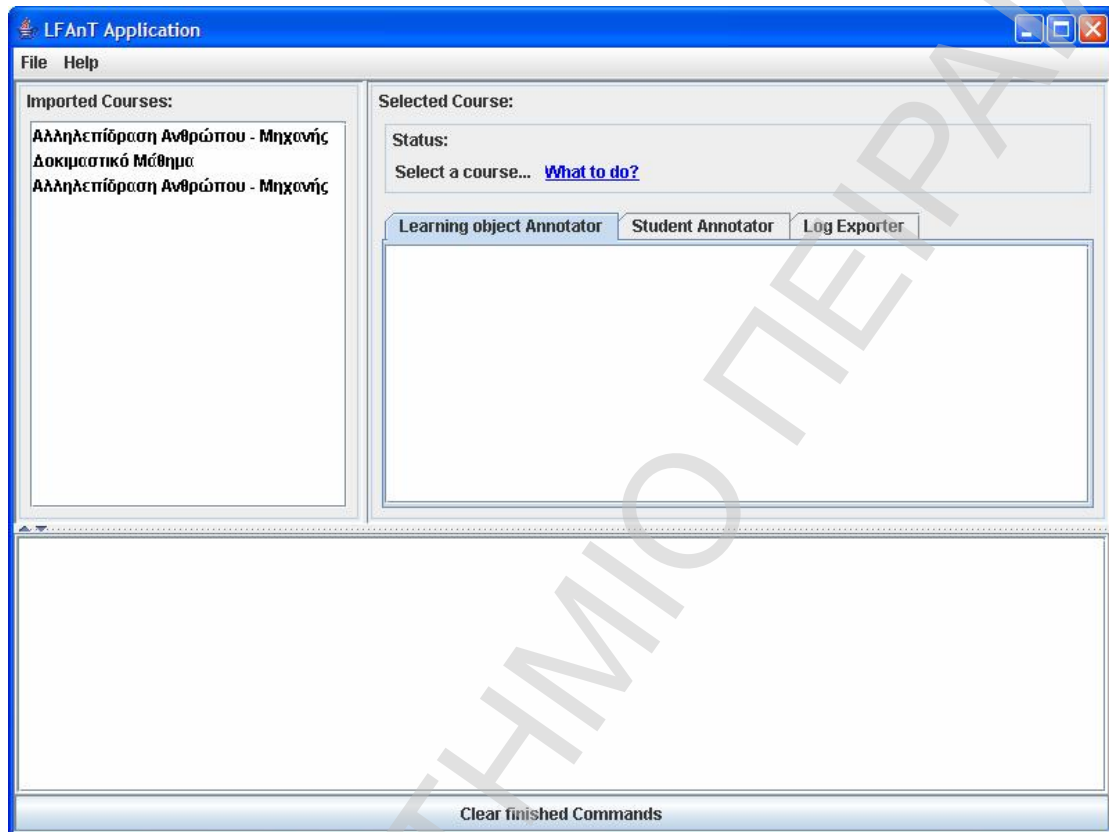 LFAnT Application
File Help
Imported Courses:
Αλληλεπίδραση Ανθρώπου - Μηχανής
Δοκιμαστικό Μάθημα
Αλληλεπίδραση Ανθρώπου - Μηχανής
Selected Course:
Status:
Select a course... What to do?
Learning object Annotator Student Annotator Log Exporter
Clear finished Commands